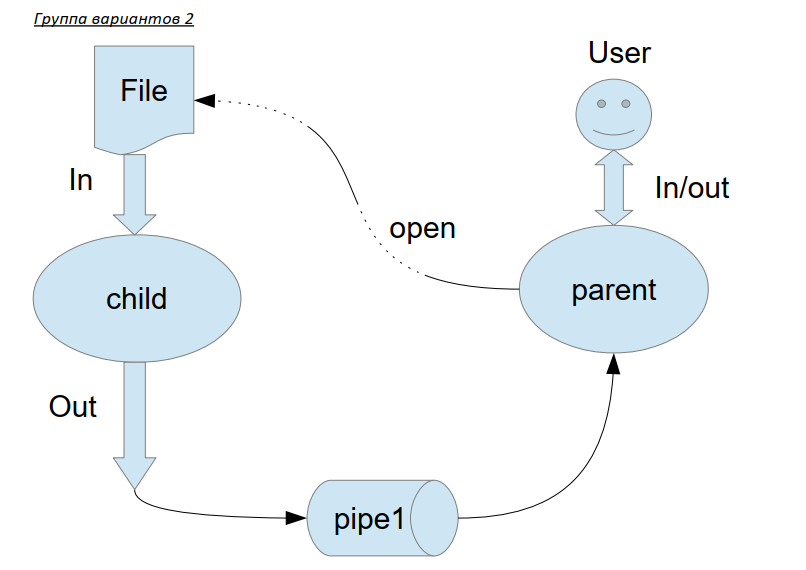 Группа вариантов 2
File
User
In
In/out
open
child
parent
Out
pipe1